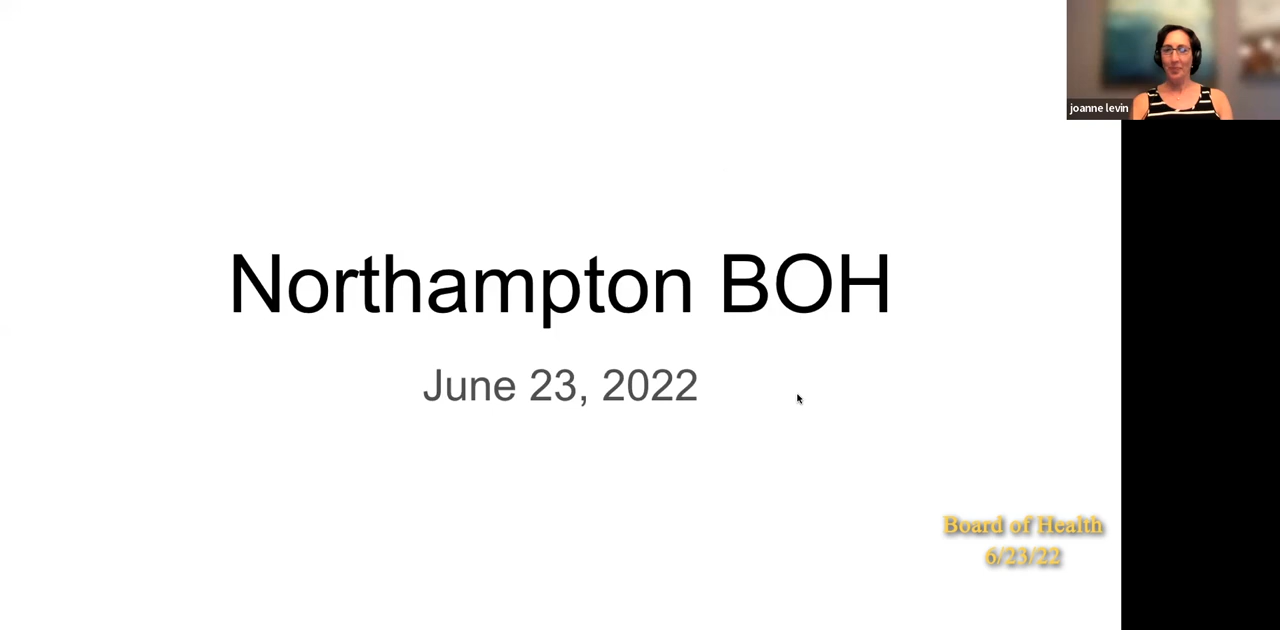 joanne levin
Northampton BOH
June 23, 2022
Board of Health
6/23/22